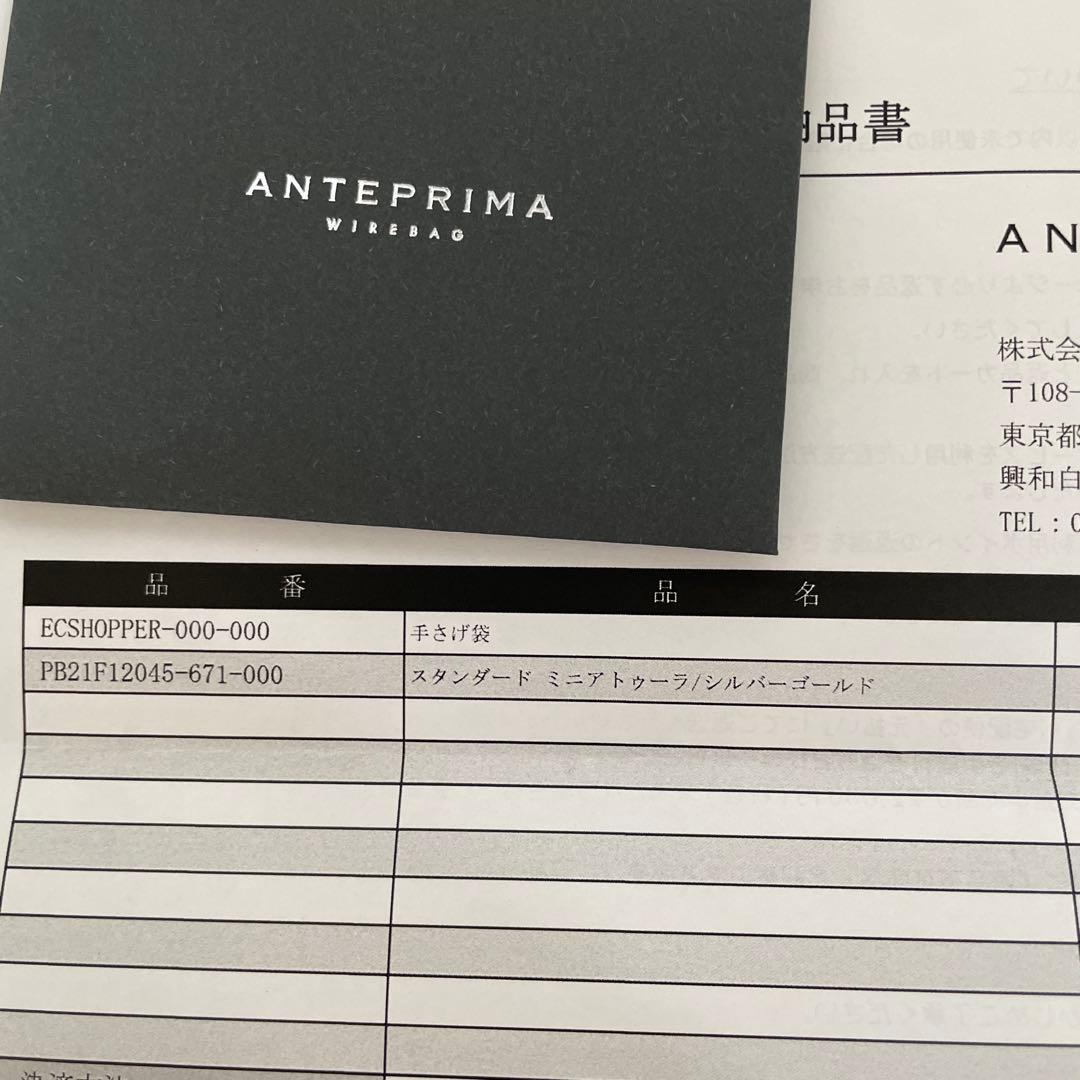 ANTEPRIMA
WIREBAG
品書
AN
株式会
〒108-
東京都
興和白
TEL:0
品番 品名
ECSHOPPER-000-000 手さげ袋
PB21F12045-671-000 スタンダード ミニアトゥーラ/シルバーゴールド